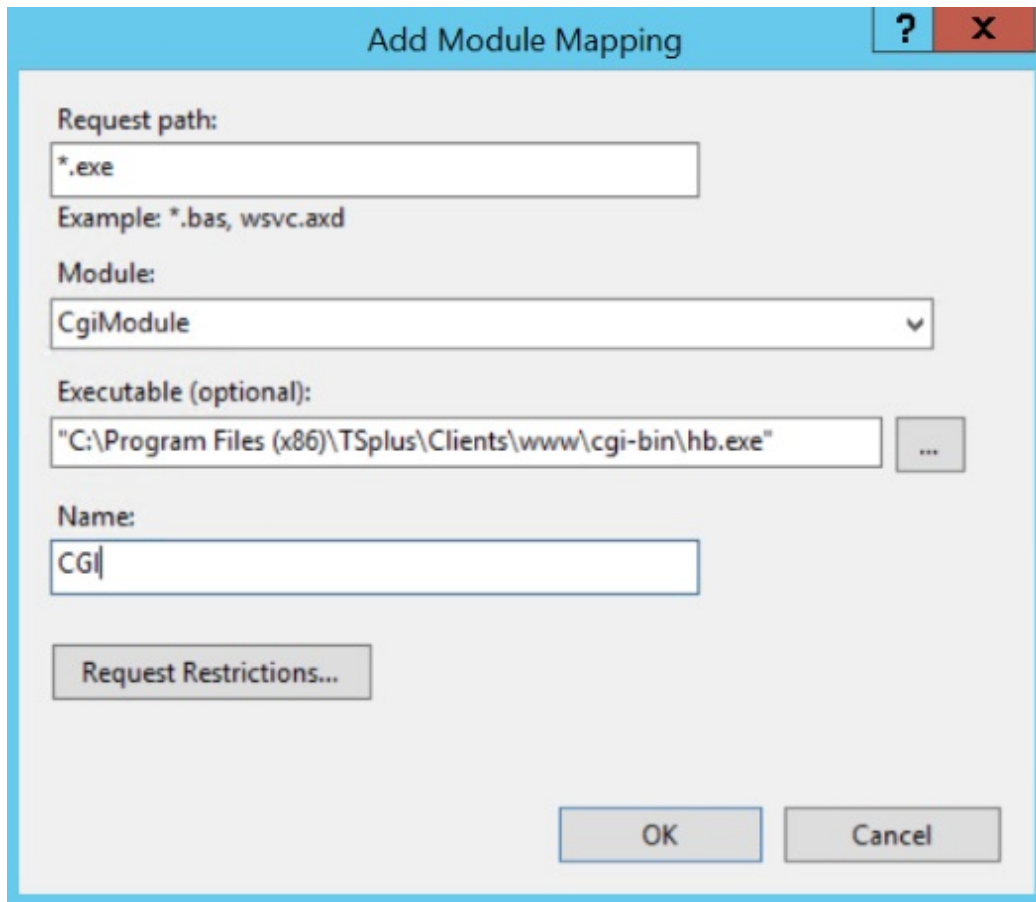 Add Module Mapping
? X
Request path:
*.exe
Example: *.bas, wsvc.axd
Module:
CgiModule
Executable (optional):
"C:\Program Files (x86)\TSplus\Clients\www\cgi-bin\hb.exe"
...
Name:
CGI
Request Restrictions...
OK Cancel